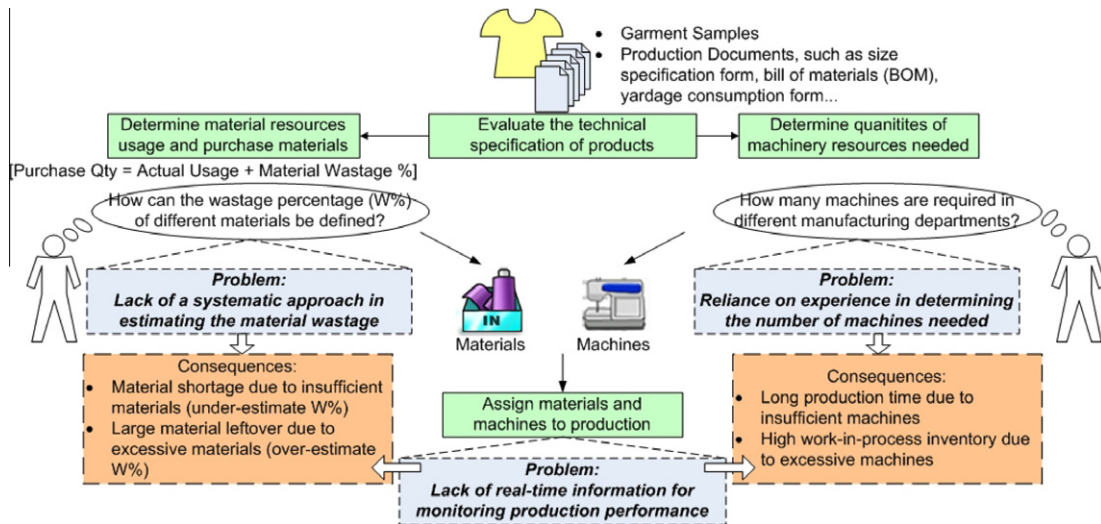 • Garment Samples
• Production Documents, such as size
specification form, bill of materials (BOM),
yardage consumption form...
Determine material resources
usage and purchase materials
Evaluate the technical
specification of products
Determine quantitites of
machinery resources needed
[Purchase Qty = Actual Usage + Material Wastage %]
How can the wastage percentage (W%)
of different materials be defined?
How many machines are required in
different manufacturing departments?
Problem:
Lack of a systematic approach in
estimating the material wastage
IN
Materials
Machines
Problem:
Reliance on experience in determining
the number of machines needed
Consequences:
• Material shortage due to insufficient
materials (under-estimate W%)
• Large material leftover due to
excessive materials (over-estimate
W%)
Assign materials and
machines to production
Consequences:
• Long production time due to
insufficient machines
• High work-in-process inventory due
to excessive machines
Problem:
Lack of real-time information for
monitoring production performance